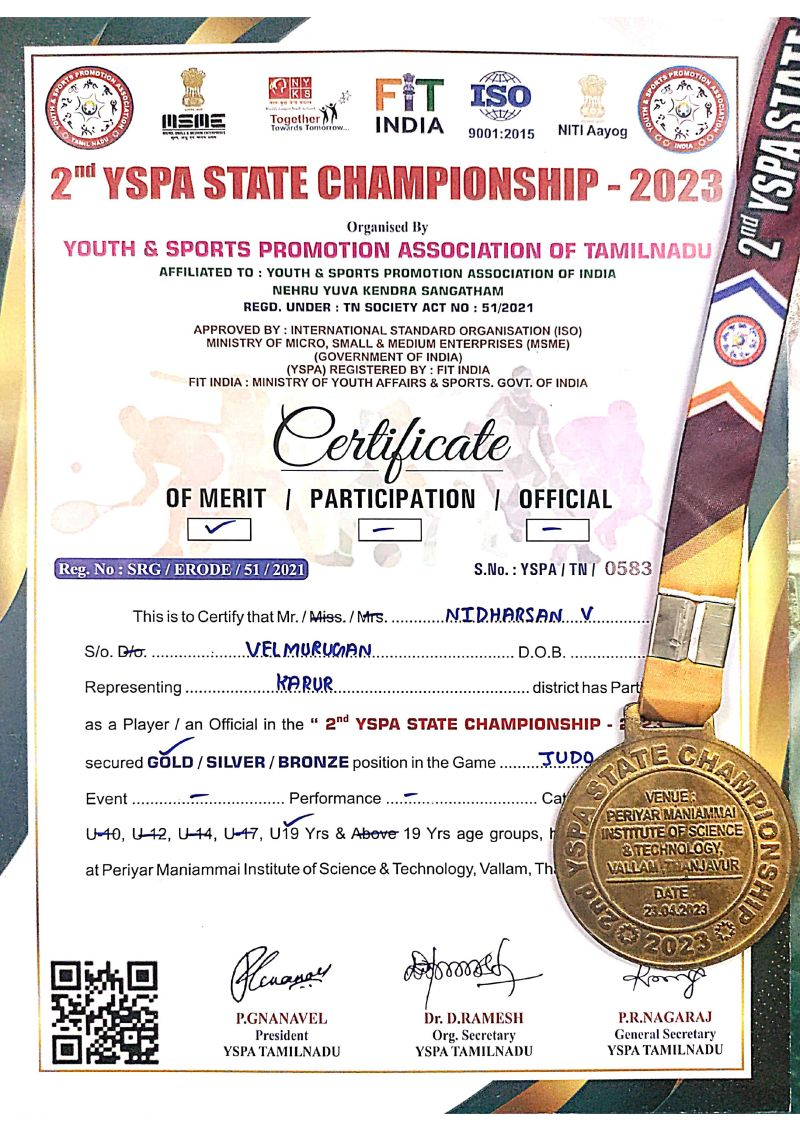 YOUTH & SPORTS PROMOTION ASSOCIATION
TAMIL NADU
MSME
NYKS
Together
Towards Tomorrow...
FIT
INDIA
ISO
9001:2015
NITI Aayog
YOUTH & SPORTS PROMOTION ASSOCIATION
INDIA
2nd YSPA STATE CHAMPIONSHIP - 2023
Organised By
YOUTH & SPORTS PROMOTION ASSOCIATION OF TAMILNADU
AFFILIATED TO : YOUTH & SPORTS PROMOTION ASSOCIATION OF INDIA
NEHRU YUVA KENDRA SANGATHAM
REGD. UNDER : TN SOCIETY ACT NO : 51/2021
APPROVED BY : INTERNATIONAL STANDARD ORGANISATION (ISO)
MINISTRY OF MICRO, SMALL & MEDIUM ENTERPRISES (MSME)
(GOVERNMENT OF INDIA)
(YSPA) REGISTERED BY : FIT INDIA
FIT INDIA : MINISTRY OF YOUTH AFFAIRS & SPORTS. GOVT. OF INDIA
Certificate
OF MERIT / PARTICIPATION / OFFICIAL
Reg. No : SRG / ERODE / 51 / 2021
S.No. : YSPA / TN / 0583
This is to Certify that Mr. / Miss. / Mrs. NIDHARSAN V
S/o. D/o. VELMURUGAN D.O.B.
Representing KARUR district has Parti
as a Player / an Official in the “ 2nd YSPA STATE CHAMPIONSHIP - 2023
secured GOLD / SILVER / BRONZE position in the Game JUDO
Event – Performance – Cat
U-10, U-12, U-14, U-17, U19 Yrs & Above 19 Yrs age groups, h
at Periyar Maniammai Institute of Science & Technology, Vallam, Th
P.GNANAVEL
President
YSPA TAMILNADU
Dr. D.RAMESH
Org. Secretary
YSPA TAMILNADU
P.R.NAGARAJ
General Secretary
YSPA TAMILNADU
2nd YSPA STATE
2nd YSPA STATE CHAMPIONSHIP
VENUE :
PERIYAR MANIAMMAI
INSTITUTE OF SCIENCE
& TECHNOLOGY,
VALLAM, THANJAVUR
DATE :
23.04.2023
2023